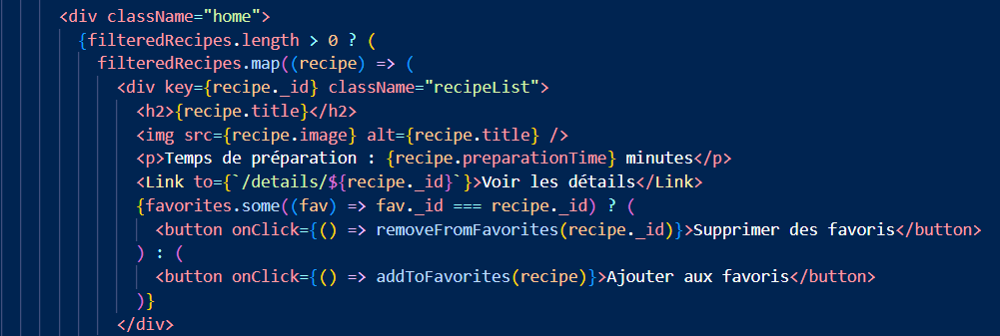 <div className="home">
{filteredRecipes.length > 0 ? (
filteredRecipes.map((recipe) => (
<div key={recipe._id} className="recipeList">
<h2>{recipe.title}</h2>
<img src={recipe.image} alt={recipe.title} />
<p>Temps de préparation : {recipe.preparationTime} minutes</p>
<Link to={`/details/${recipe._id}`}>Voir les détails</Link>
{favorites.some((fav) => fav._id === recipe._id) ? (
<button onClick={() => removeFromFavorites(recipe._id)}>Supprimer des favoris</button>
) : (
<button onClick={() => addToFavorites(recipe)}>Ajouter aux favoris</button>
)}
</div>